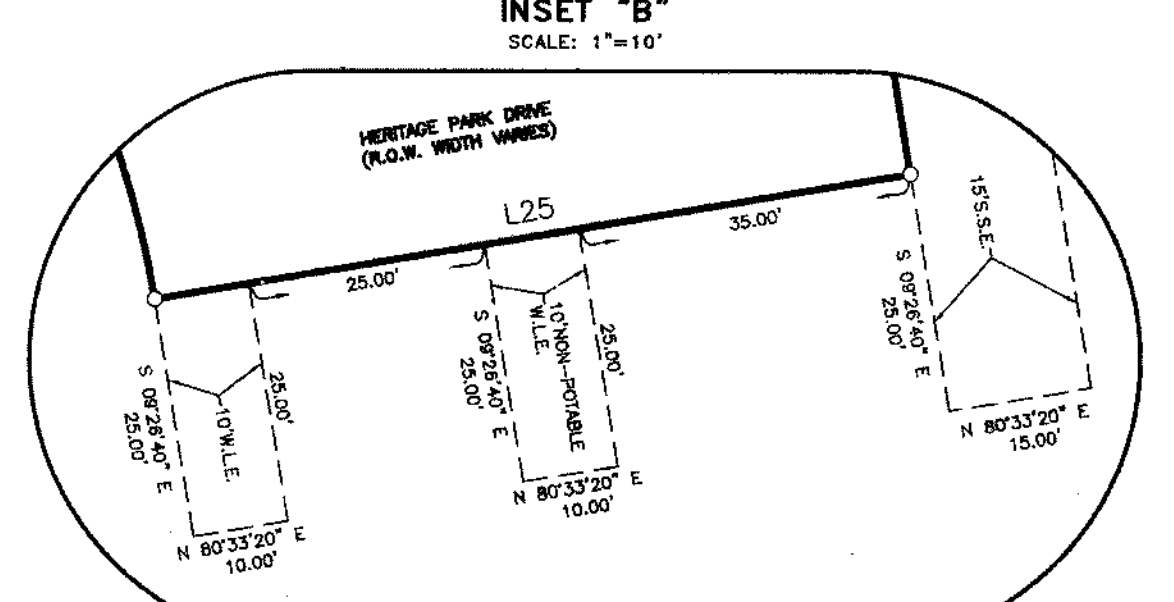 INSET "B"
SCALE: 1"=10'
HERITAGE PARK DRIVE
(R.O.W. WIDTH VARIES)
L25
25.00'
35.00'
15'S.S.E.
S 09°26'40" E
25.00'
10'W.L.E.
25.00'
N 80°33'20" E
10.00'
S 09°26'40" E
25.00'
10'NON-POTABLE
W.L.E.
25.00'
N 80°33'20" E
10.00'
S 09°26'40" E
25.00'
N 80°33'20" E
15.00'